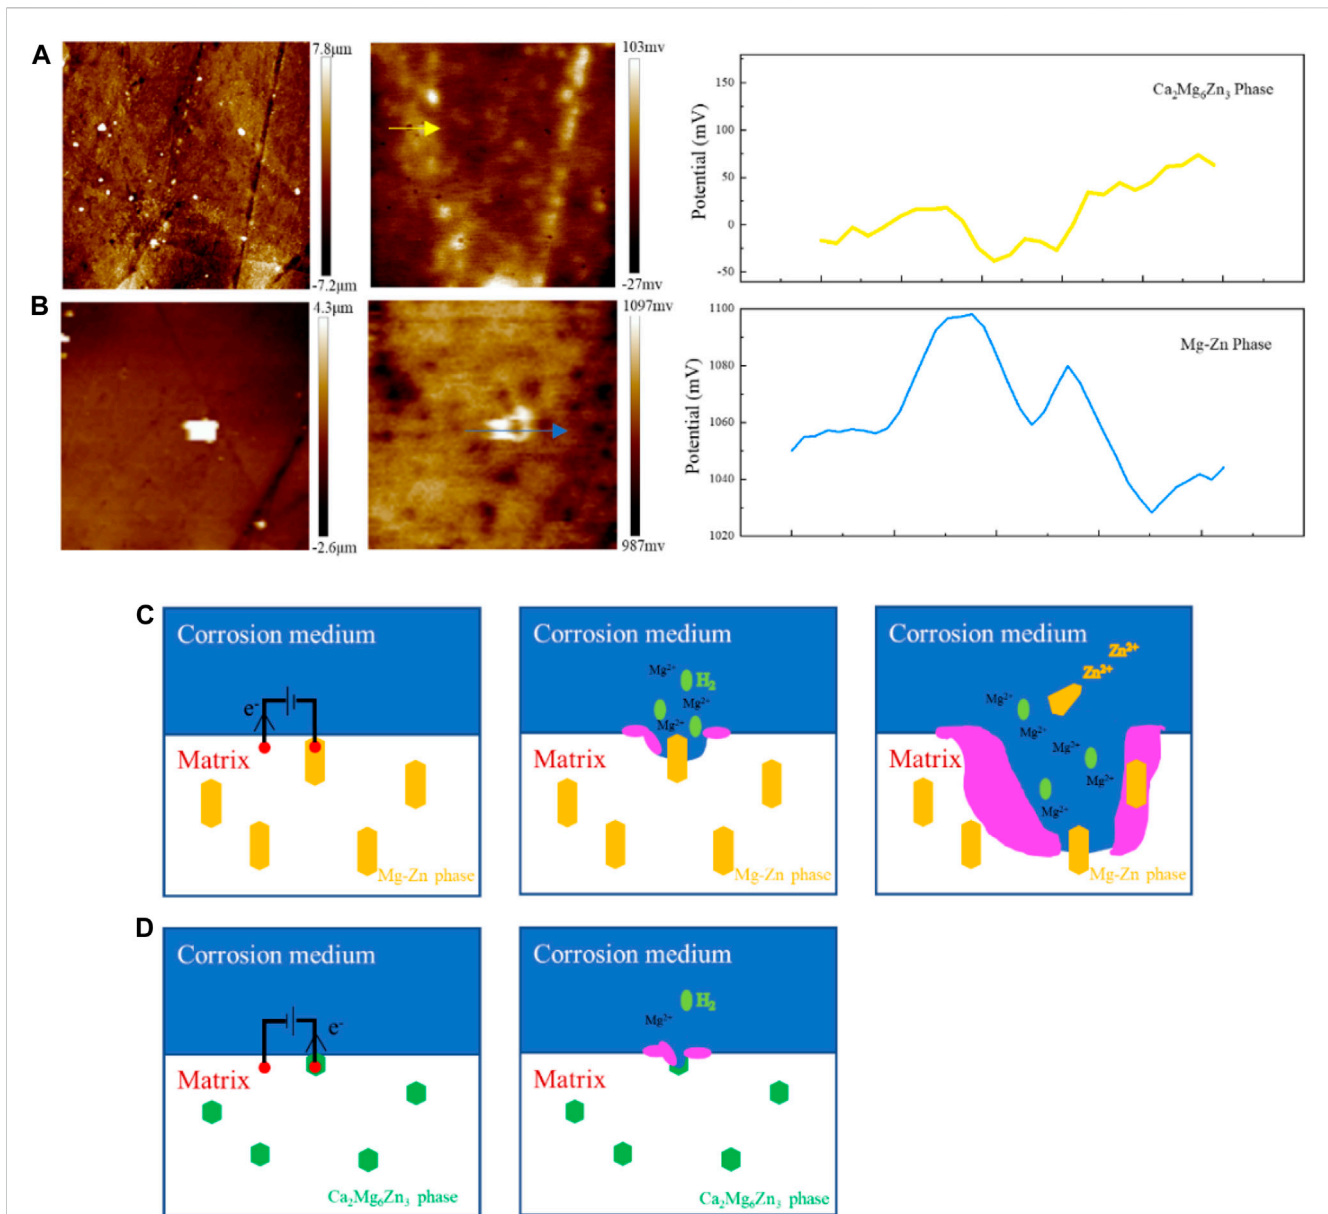 A
7.8μm
-7.2μm
103mv
-27mv
Potential (mV)
150
100
50
0
-50
Ca₂Mg₆Zn₃ Phase
B
4.3μm
-2.6μm
1097mv
987mv
Potential (mV)
1100
1080
1060
1040
1020
Mg-Zn Phase
C
Corrosion medium
e⁻
Matrix
Mg-Zn phase
Corrosion medium
Mg²⁺
H₂
Mg²⁺
Mg²⁺
Matrix
Mg-Zn phase
Corrosion medium
Zn²⁺
Zn²⁺
Mg²⁺
Mg²⁺
Mg²⁺
Mg²⁺
Mg²⁺
Matrix
Mg-Zn phase
D
Corrosion medium
e⁻
Matrix
Ca₂Mg₆Zn₃ phase
Corrosion medium
H₂
Mg²⁺
Matrix
Ca₂Mg₆Zn₃ phase